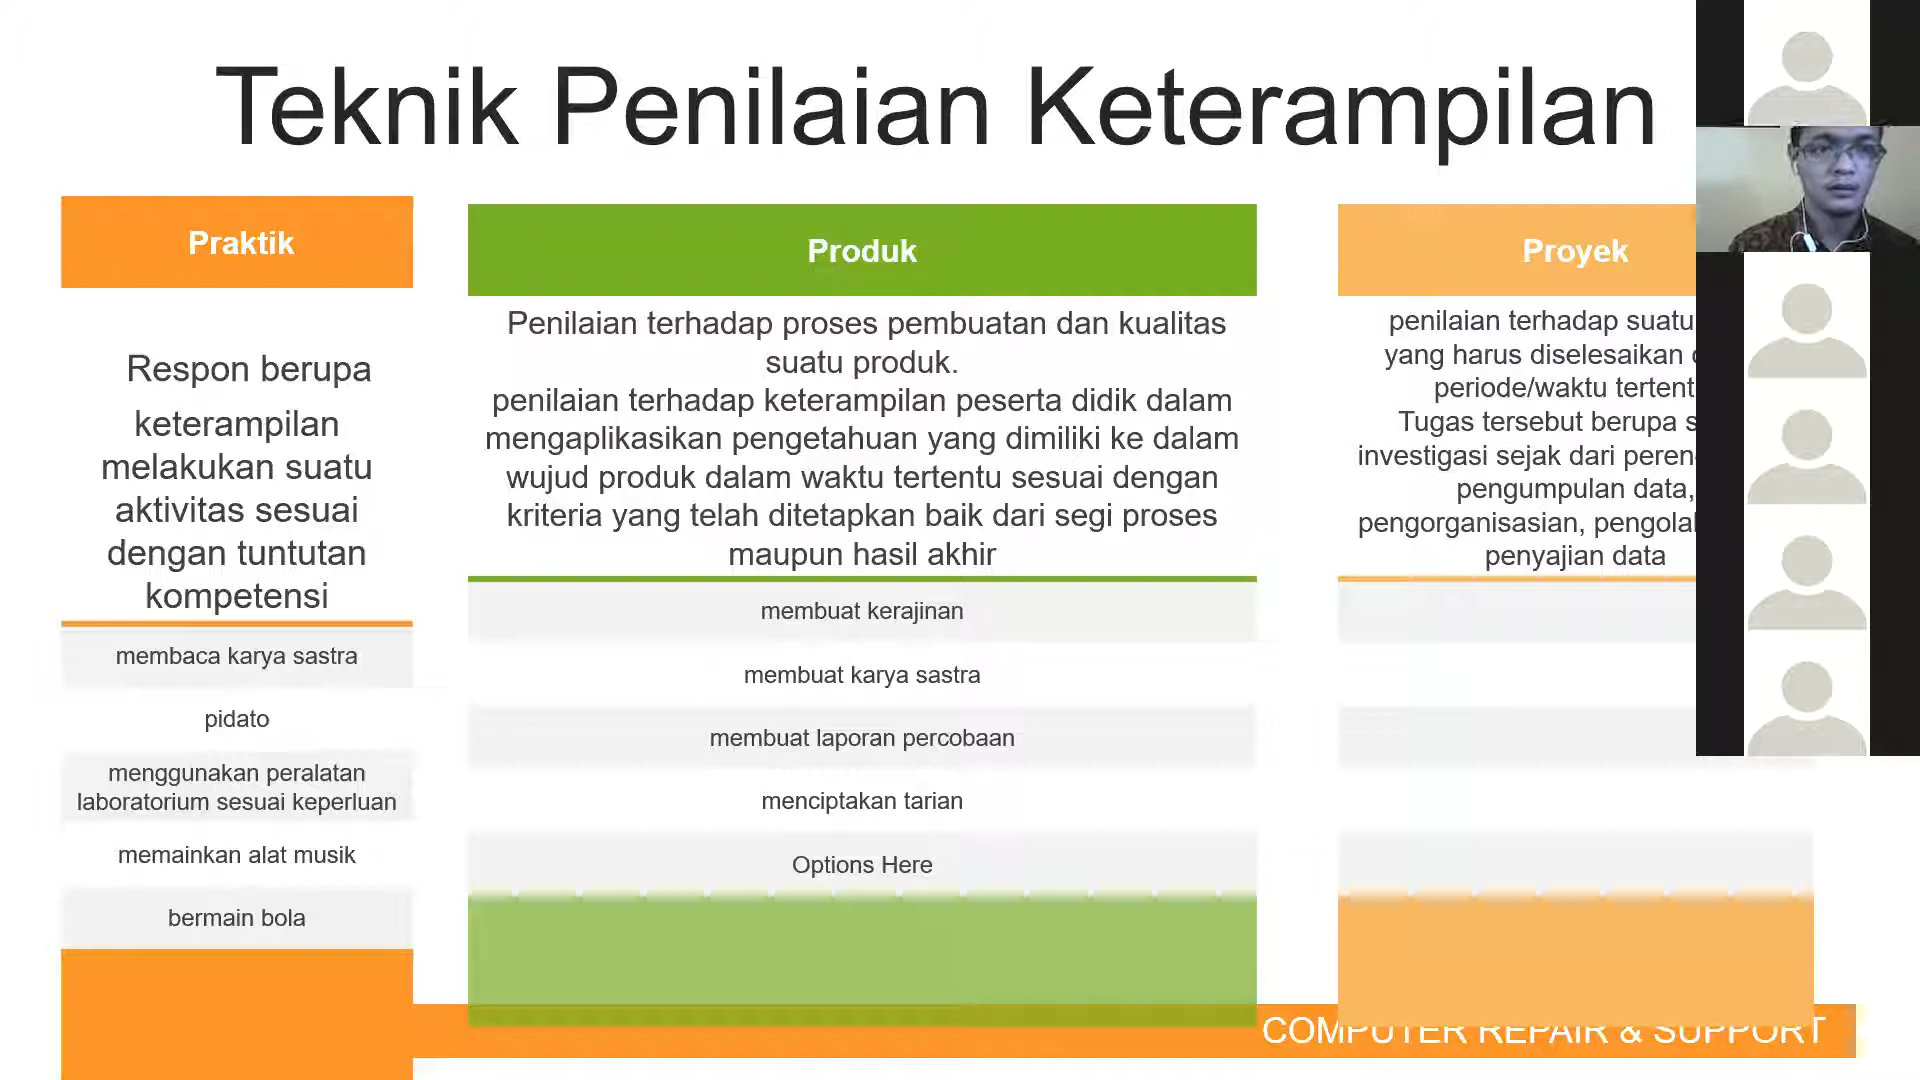 Teknik Penilaian Keterampilan
Praktik
Respon berupa
keterampilan
melakukan suatu
aktivitas sesuai
dengan tuntutan
kompetensi
membaca karya sastra
pidato
menggunakan peralatan
laboratorium sesuai keperluan
memainkan alat musik
bermain bola
Produk
Penilaian terhadap proses pembuatan dan kualitas
suatu produk.
penilaian terhadap keterampilan peserta didik dalam
mengaplikasikan pengetahuan yang dimiliki ke dalam
wujud produk dalam waktu tertentu sesuai dengan
kriteria yang telah ditetapkan baik dari segi proses
maupun hasil akhir
membuat kerajinan
membuat karya sastra
membuat laporan percobaan
menciptakan tarian
Options Here
Proyek
penilaian terhadap suatu
yang harus diselesaikan
periode/waktu
Tugas tersebut berupa
investigasi sejak dari
pengumpulan data,
pengorganisasian,
penyajian data
COMPUTER REPAIR & SUPPORT